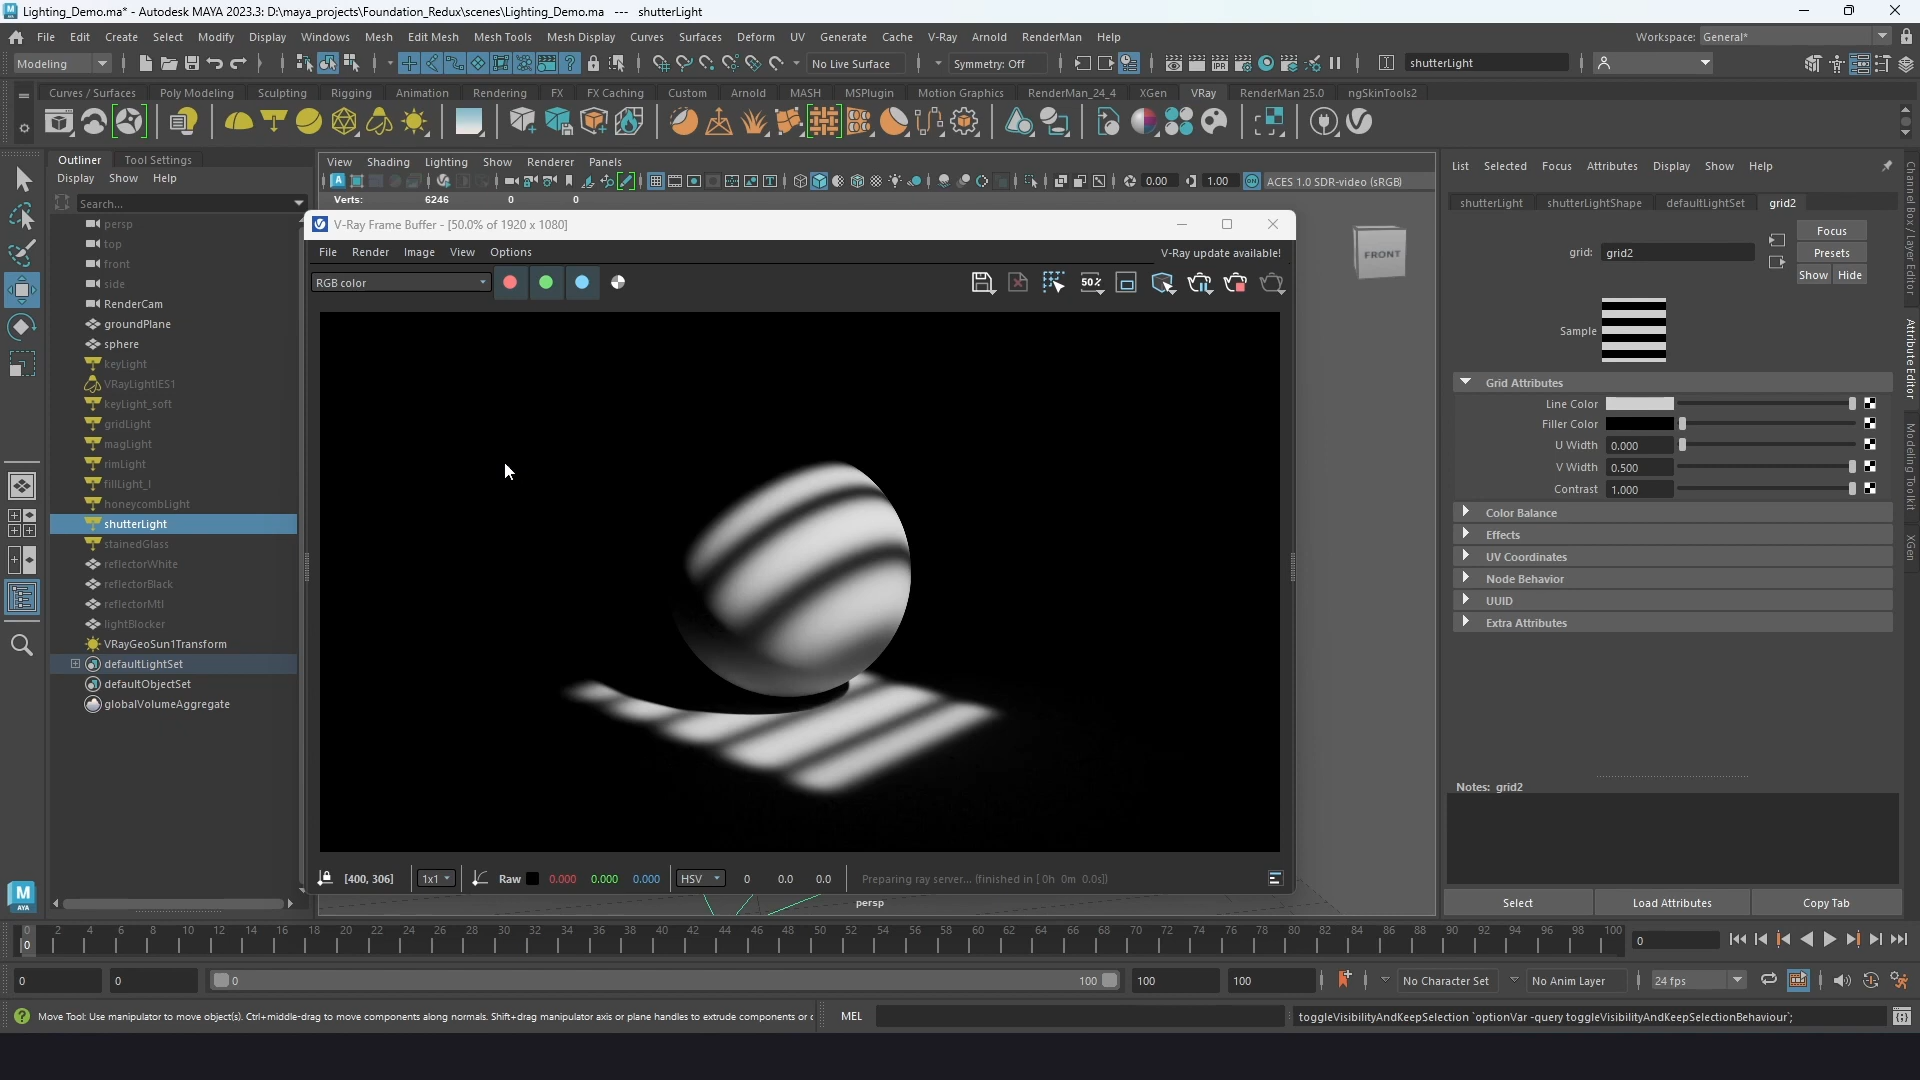 Lighting_Demo.ma* - Autodesk MAYA 2023.3: D:\maya_projects\Foundation_Redux\scenes\Lighting_Demo.ma --- shutterLight
File Edit Create Select Modify Display Windows Mesh Edit Mesh Mesh Tools Mesh Display Curves Surfaces Deform UV Generate Cache V-Ray Arnold RenderMan Help
Workspace: General*
Modeling
No Live Surface
Symmetry: Off
shutterLight
Curves / Surfaces Poly Modeling Sculpting Rigging Animation Rendering FX FX Caching Custom Arnold MASH MSPlugin Motion Graphics RenderMan_24_4 XGen VRay RenderMan 25.0 ngSkinTools2
Outliner Tool Settings
Display Show Help
Search...
persp
top
front
side
RenderCam
groundPlane
sphere
keyLight
VRayLightIES1
keyLight_soft
gridLight
magLight
rimLight
fillLight_l
honeycombLight
shutterLight
stainedGlass
reflectorWhite
reflectorBlack
reflectorMtl
lightBlocker
VRayGeoSun1Transform
defaultLightSet
defaultObjectSet
globalVolumeAggregate
View Shading Lighting Show Renderer Panels
0.00 1.00 ACES 1.0 SDR-video (sRGB)
Verts: 6246 0 0
V-Ray Frame Buffer - [50.0% of 1920 x 1080]
File Render Image View Options
V-Ray update available!
RGB color
50%
FRONT
[400, 306] 1x1 Raw 0.000 0.000 0.000 HSV 0 0.0 0.0 Preparing ray server... (finished in [ 0h 0m 0.0s])
persp
List Selected Focus Attributes Display Show Help
shutterLight shutterLightShape defaultLightSet grid2
grid: grid2
Focus
Presets
Show Hide
Sample
Grid Attributes
Line Color
Filler Color
U Width 0.000
V Width 0.500
Contrast 1.000
Color Balance
Effects
UV Coordinates
Node Behavior
UUID
Extra Attributes
Notes: grid2
Select Load Attributes Copy Tab
Channel Box / Layer Editor
Attribute Editor
Modeling Toolkit
XGen
M
AYA
0 2 4 6 8 10 12 14 16 18 20 22 24 26 28 30 32 34 36 38 40 42 44 46 48 50 52 54 56 58 60 62 64 66 68 70 72 74 76 78 80 82 84 86 88 90 92 94 96 98 100
0
0
0 0 0 100 100 100 No Character Set No Anim Layer 24 fps
Move Tool: Use manipulator to move object(s). Ctrl+middle-drag to move components along normals. Shift+drag manipulator axis or plane handles to extrude components or c
MEL
toggleVisibilityAndKeepSelection `optionVar -query toggleVisibilityAndKeepSelectionBehaviour`;